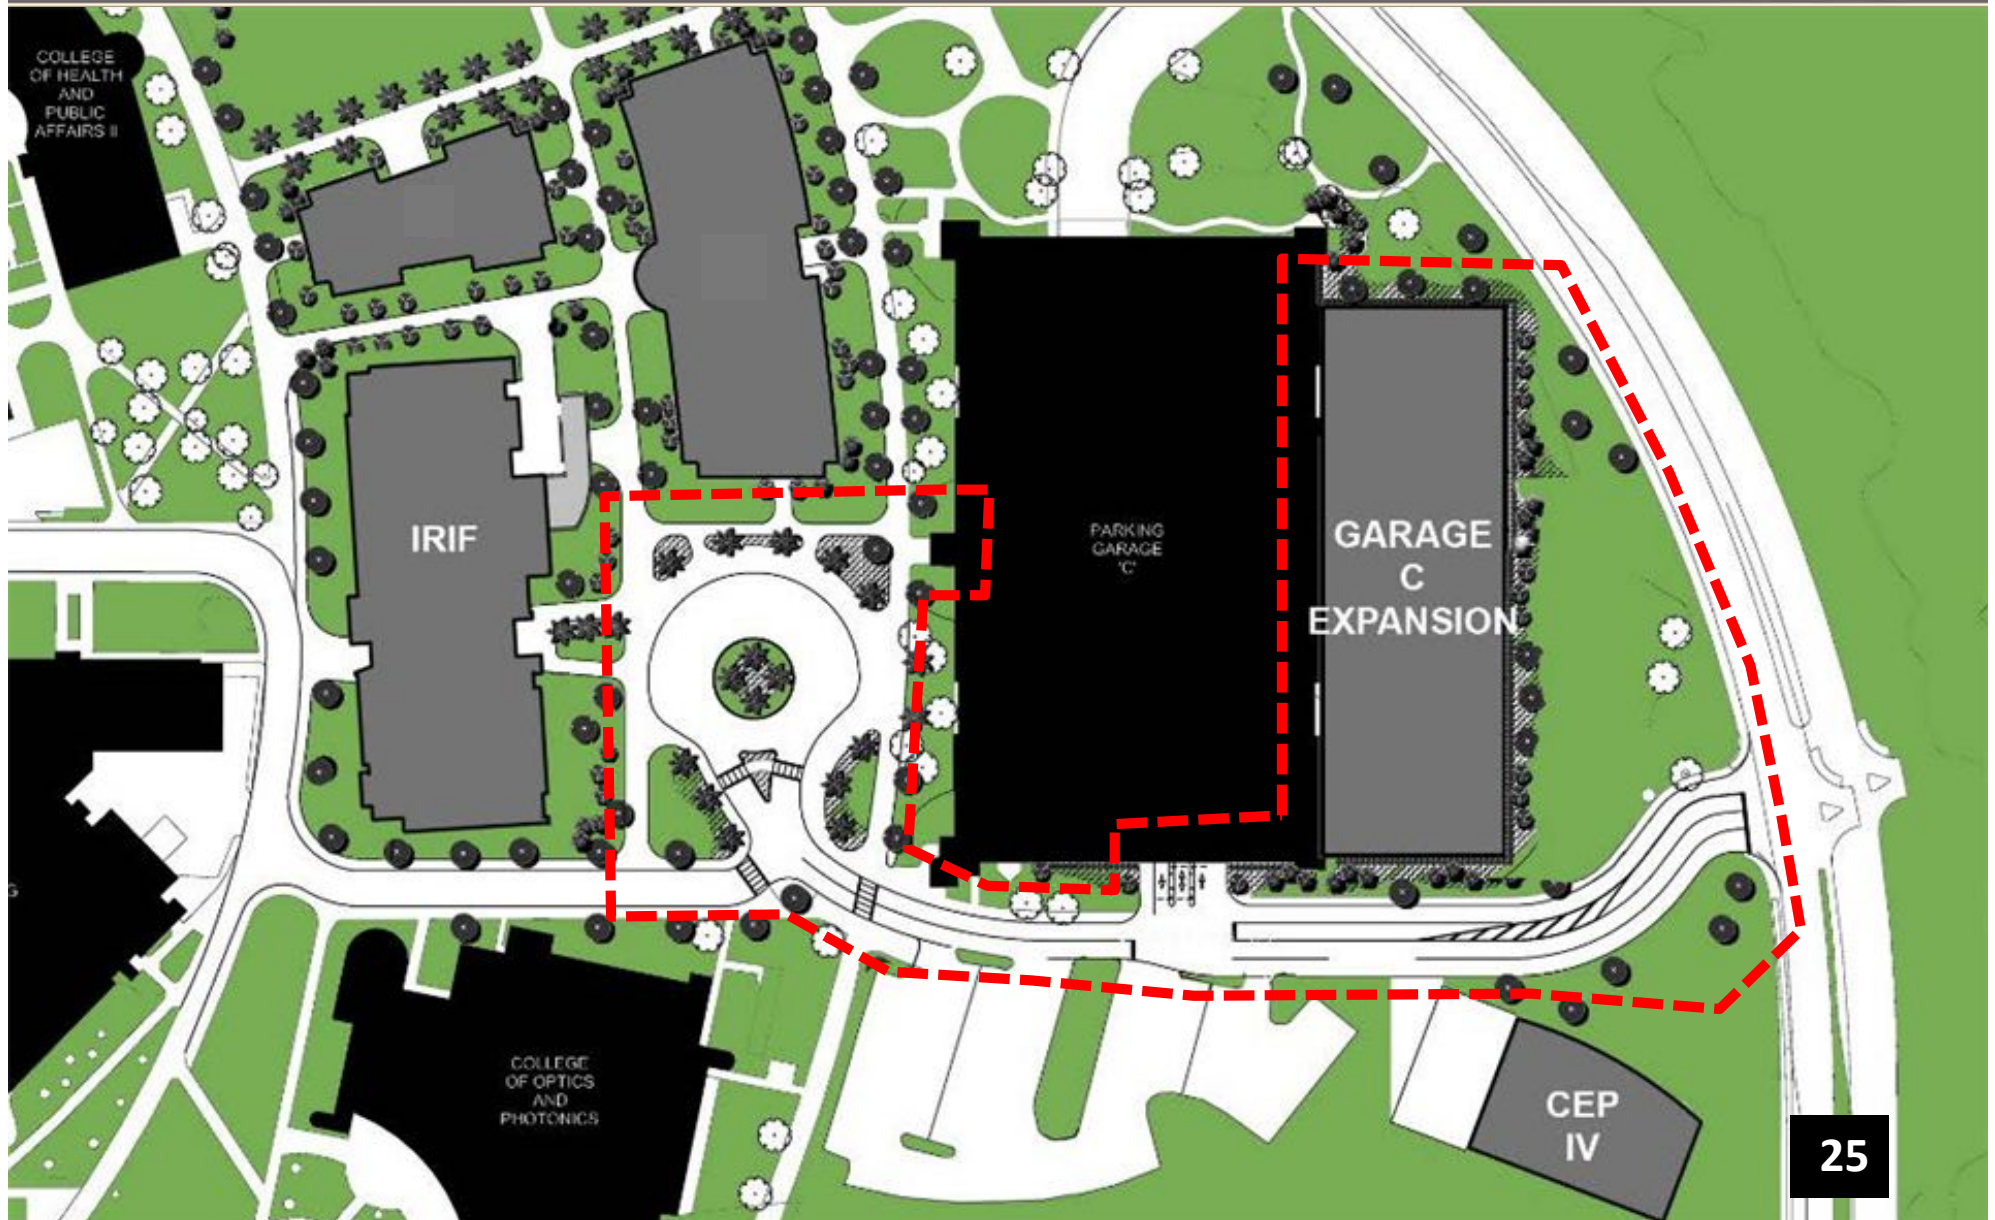 COLLEGE
OF HEALTH
AND
PUBLIC
AFFAIRS II
IRIF
PARKING
GARAGE
'C'
GARAGE
C
EXPANSION
COLLEGE
OF OPTICS
AND
PHOTONICS
CEP
IV
25